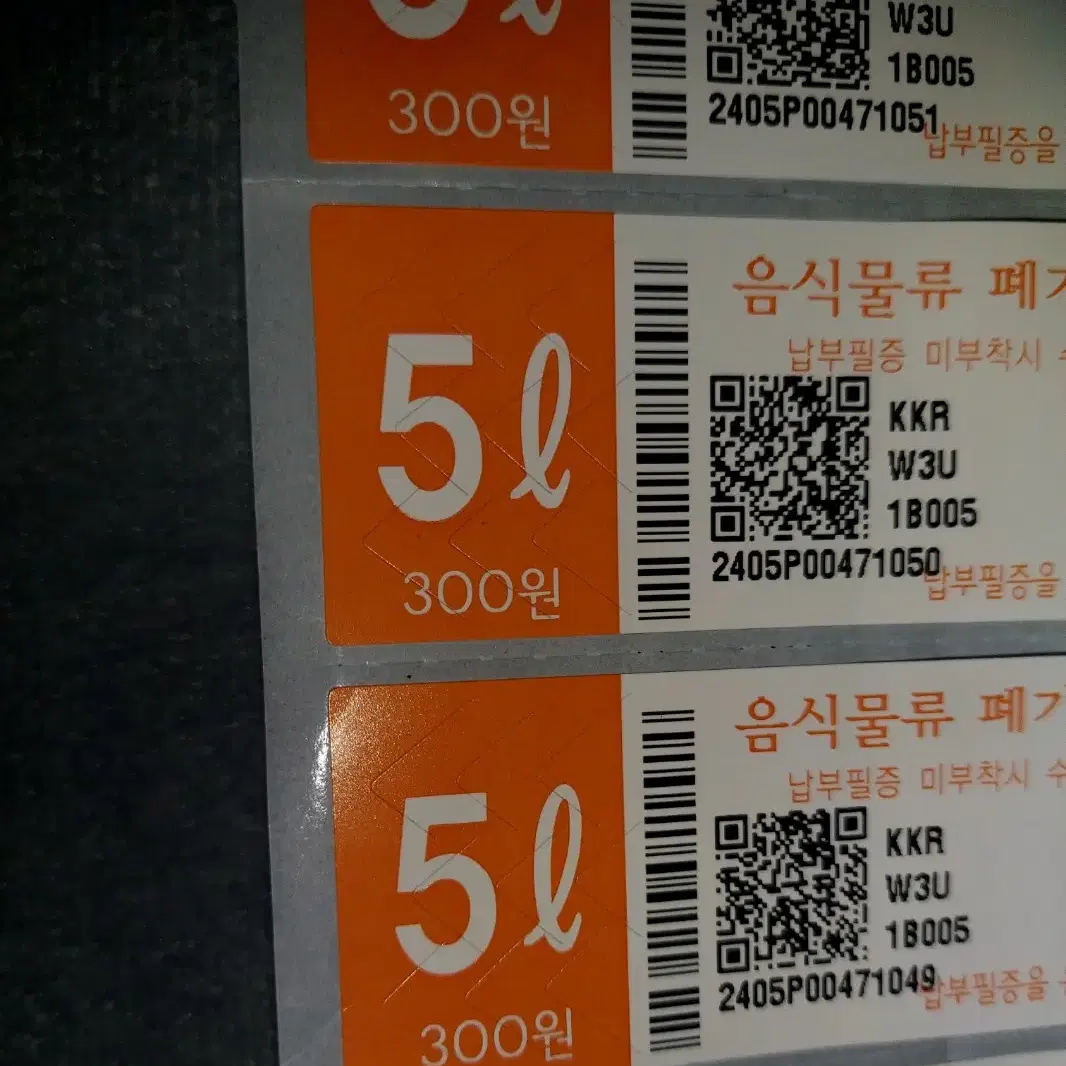 5ℓ
300원
W3U
1B005
2405P00471051
납부필증을
5ℓ
300원
음식물류
납부필증 미부착시
KKR
W3U
1B005
2405P00471050
납부필증을
5ℓ
300원
음식물류
납부필증 미부착시 수
KKR
W3U
1B005
2405P00471049
납부필증을